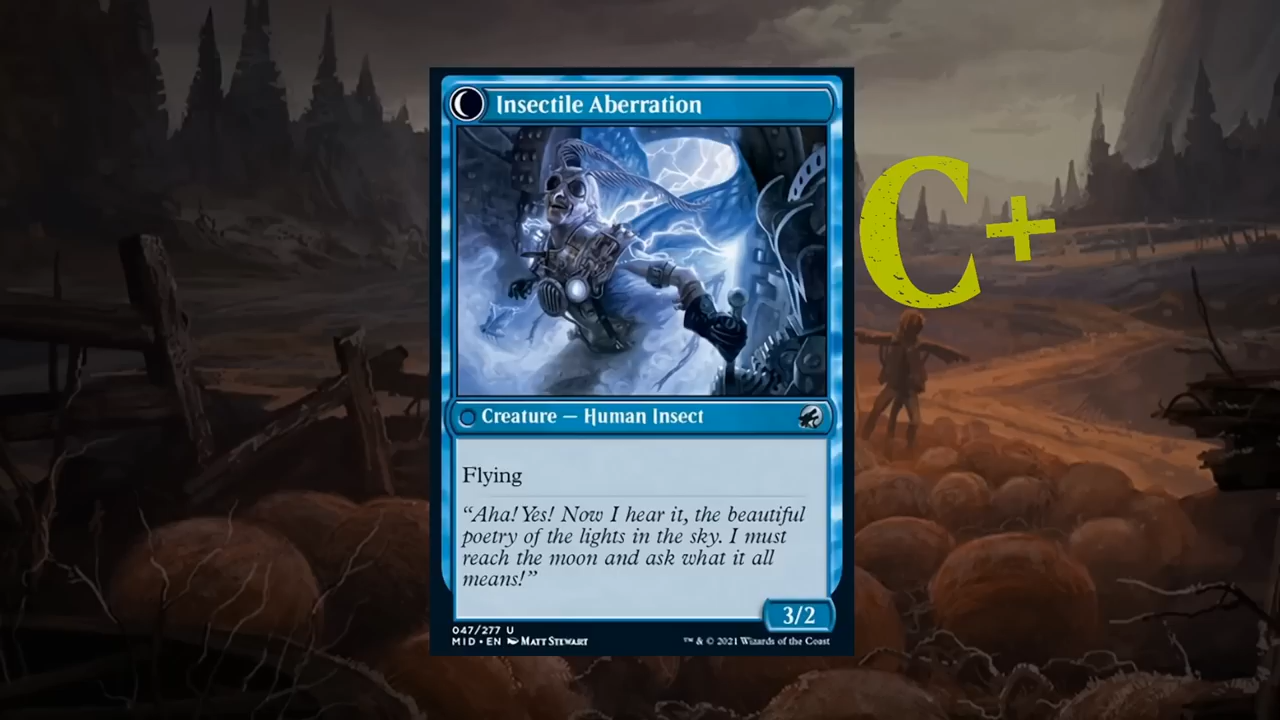 Insectile Aberration
C+
Creature — Human Insect
Flying
“Aha! Yes! Now I hear it, the beautiful
poetry of the lights in the sky. I must
reach the moon and ask what it all
means!”
3/2
047/277 U
MID • EN Matt Stewart
™ & © 2021 Wizards of the Coast